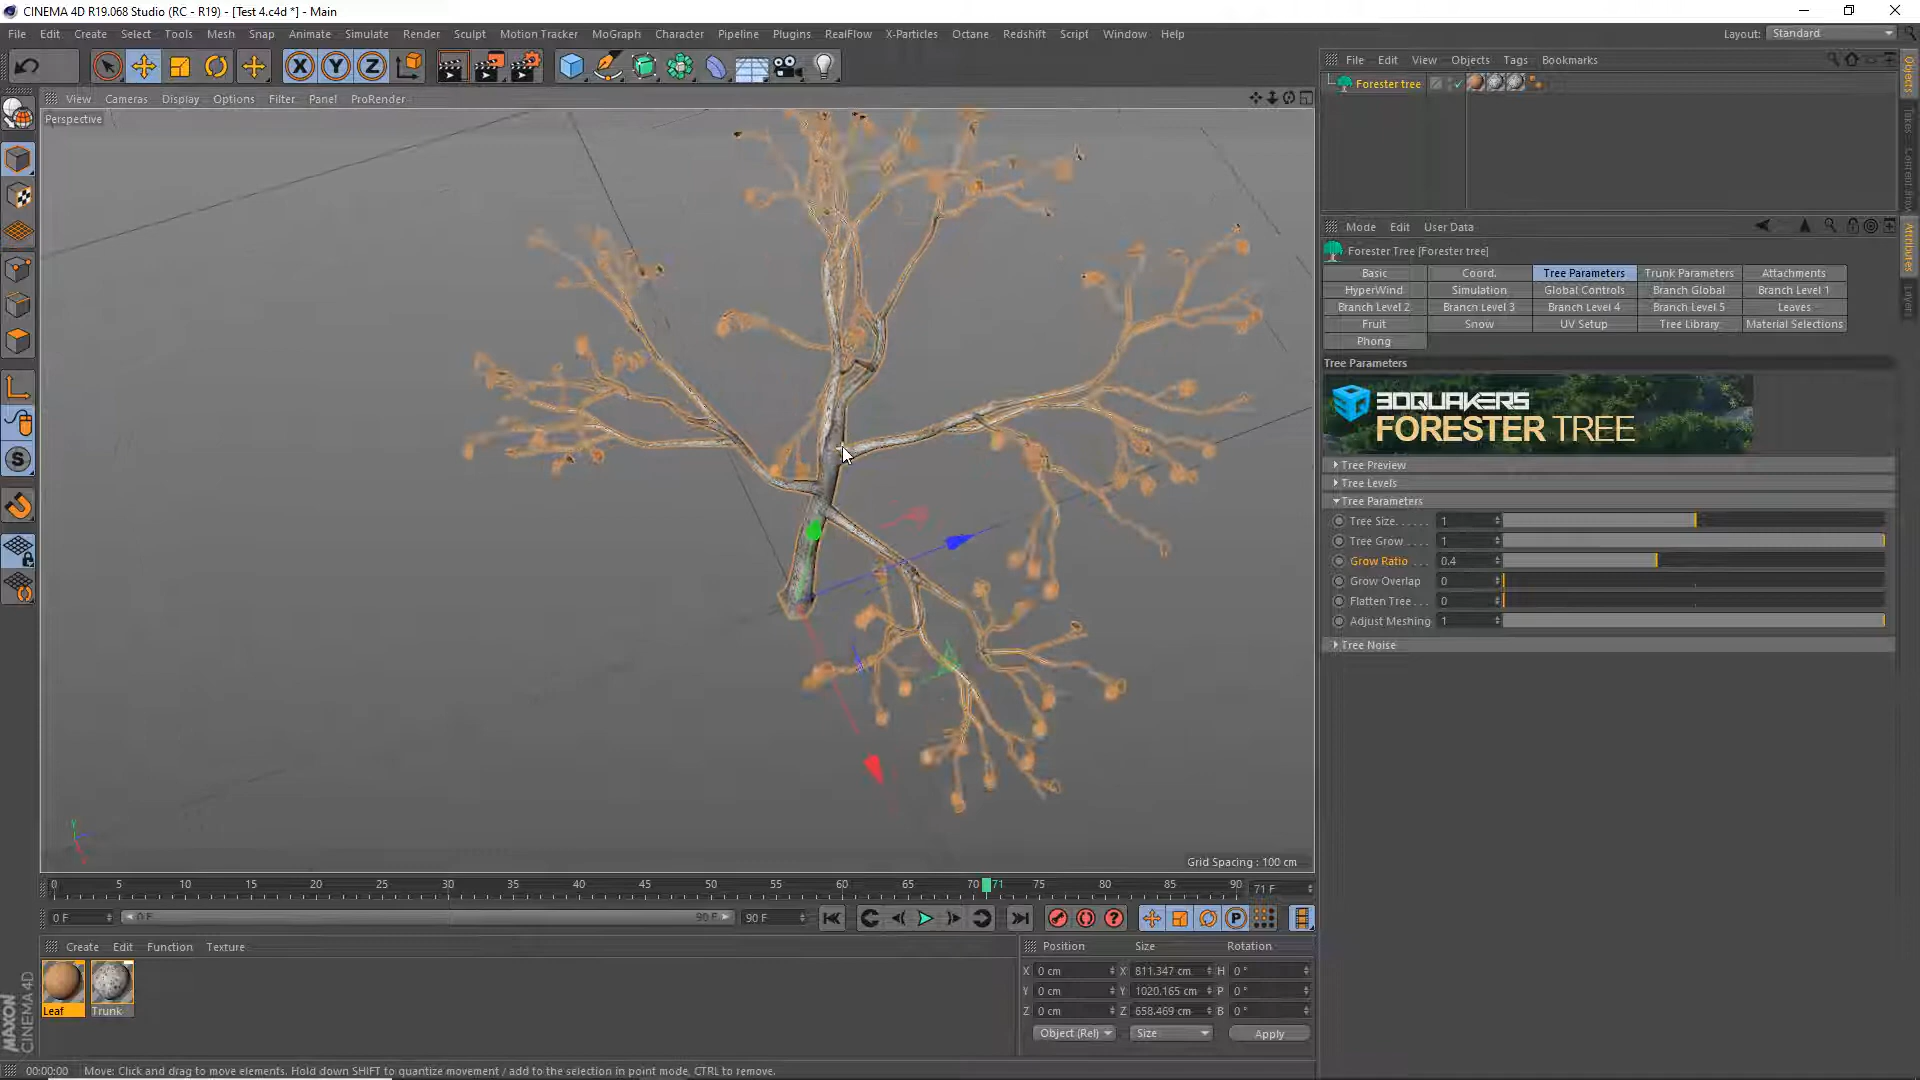 CINEMA 4D R19.068 Studio (RC - R19) - [Test 4.c4d *] - Main
File Edit Create Select Tools Mesh Snap Animate Simulate Render Sculpt Motion Tracker MoGraph Character Pipeline Plugins RealFlow X-Particles Octane Redshift Script Window Help
Layout: Standard
View Cameras Display Options Filter Panel ProRender
Perspective
Grid Spacing : 100 cm
0 5 10 15 20 25 30 35 40 45 50 55 60 65 70 71 75 80 85 90
71 F
0 F 0 F 90 F 90 F
Create Edit Function Texture
Leaf Trunk
MAXON
CINEMA 4D
Position Size Rotation
X 0 cm X 811.347 cm H 0 °
Y 0 cm Y 1020.165 cm P 0 °
Z 0 cm Z 658.469 cm B 0 °
Object (Rel) Size Apply
00:00:00 Move: Click and drag to move elements. Hold down SHIFT to quantize movement / add to the selection in point mode, CTRL to remove.
File Edit View Objects Tags Bookmarks
Forester tree
Objects
Takes
Attributes
Layers
Mode Edit User Data
Forester Tree [Forester tree]
Basic Coord. Tree Parameters Trunk Parameters Attachments
HyperWind Simulation Global Controls Branch Global Branch Level 1
Branch Level 2 Branch Level 3 Branch Level 4 Branch Level 5 Leaves
Fruit Snow UV Setup Tree Library Material Selections
Phong
Tree Parameters
3DQUAKERS
FORESTER TREE
Tree Preview
Tree Levels
Tree Parameters
Tree Size. . . . . . 1
Tree Grow . . . . 1
Grow Ratio . . . 0.4
Grow Overlap 0
Flatten Tree . . . 0
Adjust Meshing 1
Tree Noise